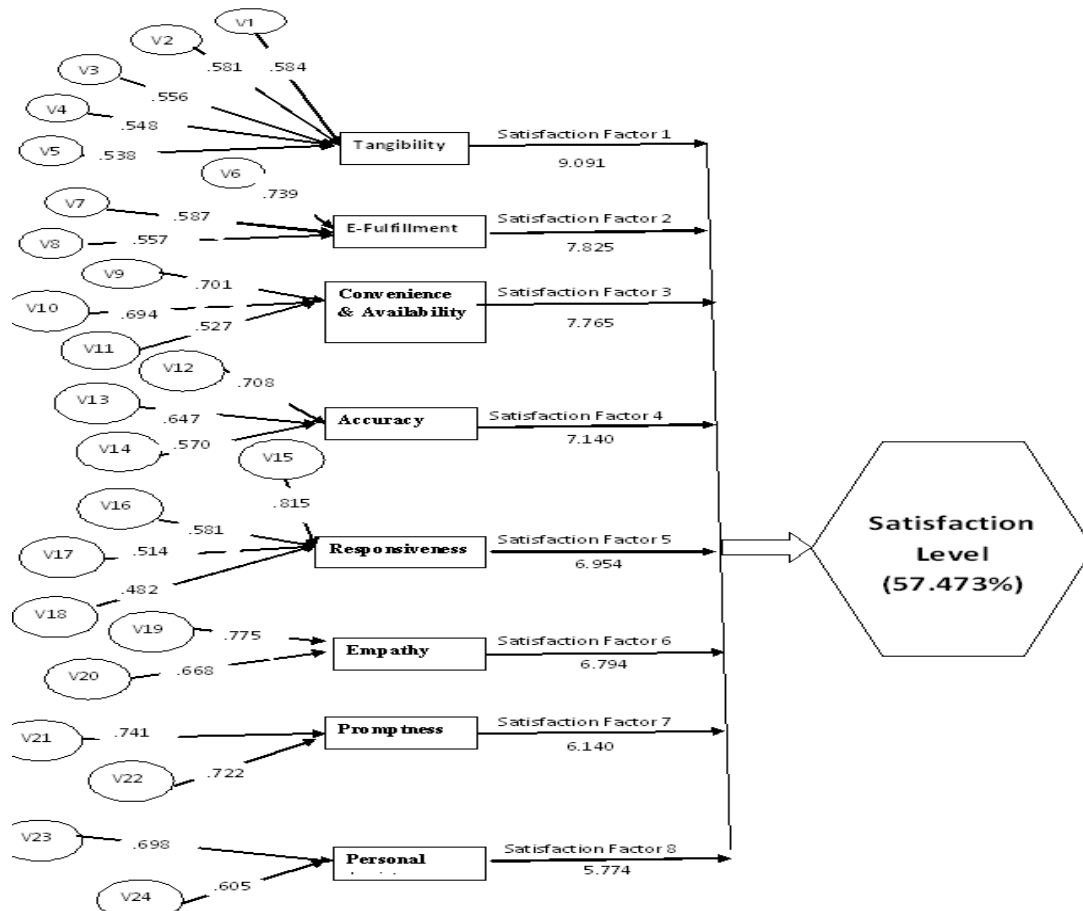 V1
V2
.584
.581
V3
.556
V4
.548
V5
.538
Tangibility
Satisfaction Factor 1
9.091
V6
.739
V7
.587
V8
.557
E-Fulfillment
Satisfaction Factor 2
7.825
V9
.701
V10
.694
V11
.527
Convenience
& Availability
Satisfaction Factor 3
7.765
V12
.708
V13
.647
V14
.570
Accuracy
Satisfaction Factor 4
7.140
V15
.815
V16
.581
V17
.514
V18
.482
Responsiveness
Satisfaction Factor 5
6.954
V19
.775
V20
.668
Empathy
Satisfaction Factor 6
6.794
V21
.741
V22
.722
Promptness
Satisfaction Factor 7
6.140
V23
.698
V24
.605
Personal
Satisfaction Factor 8
5.774
Satisfaction
Level
(57.473%)